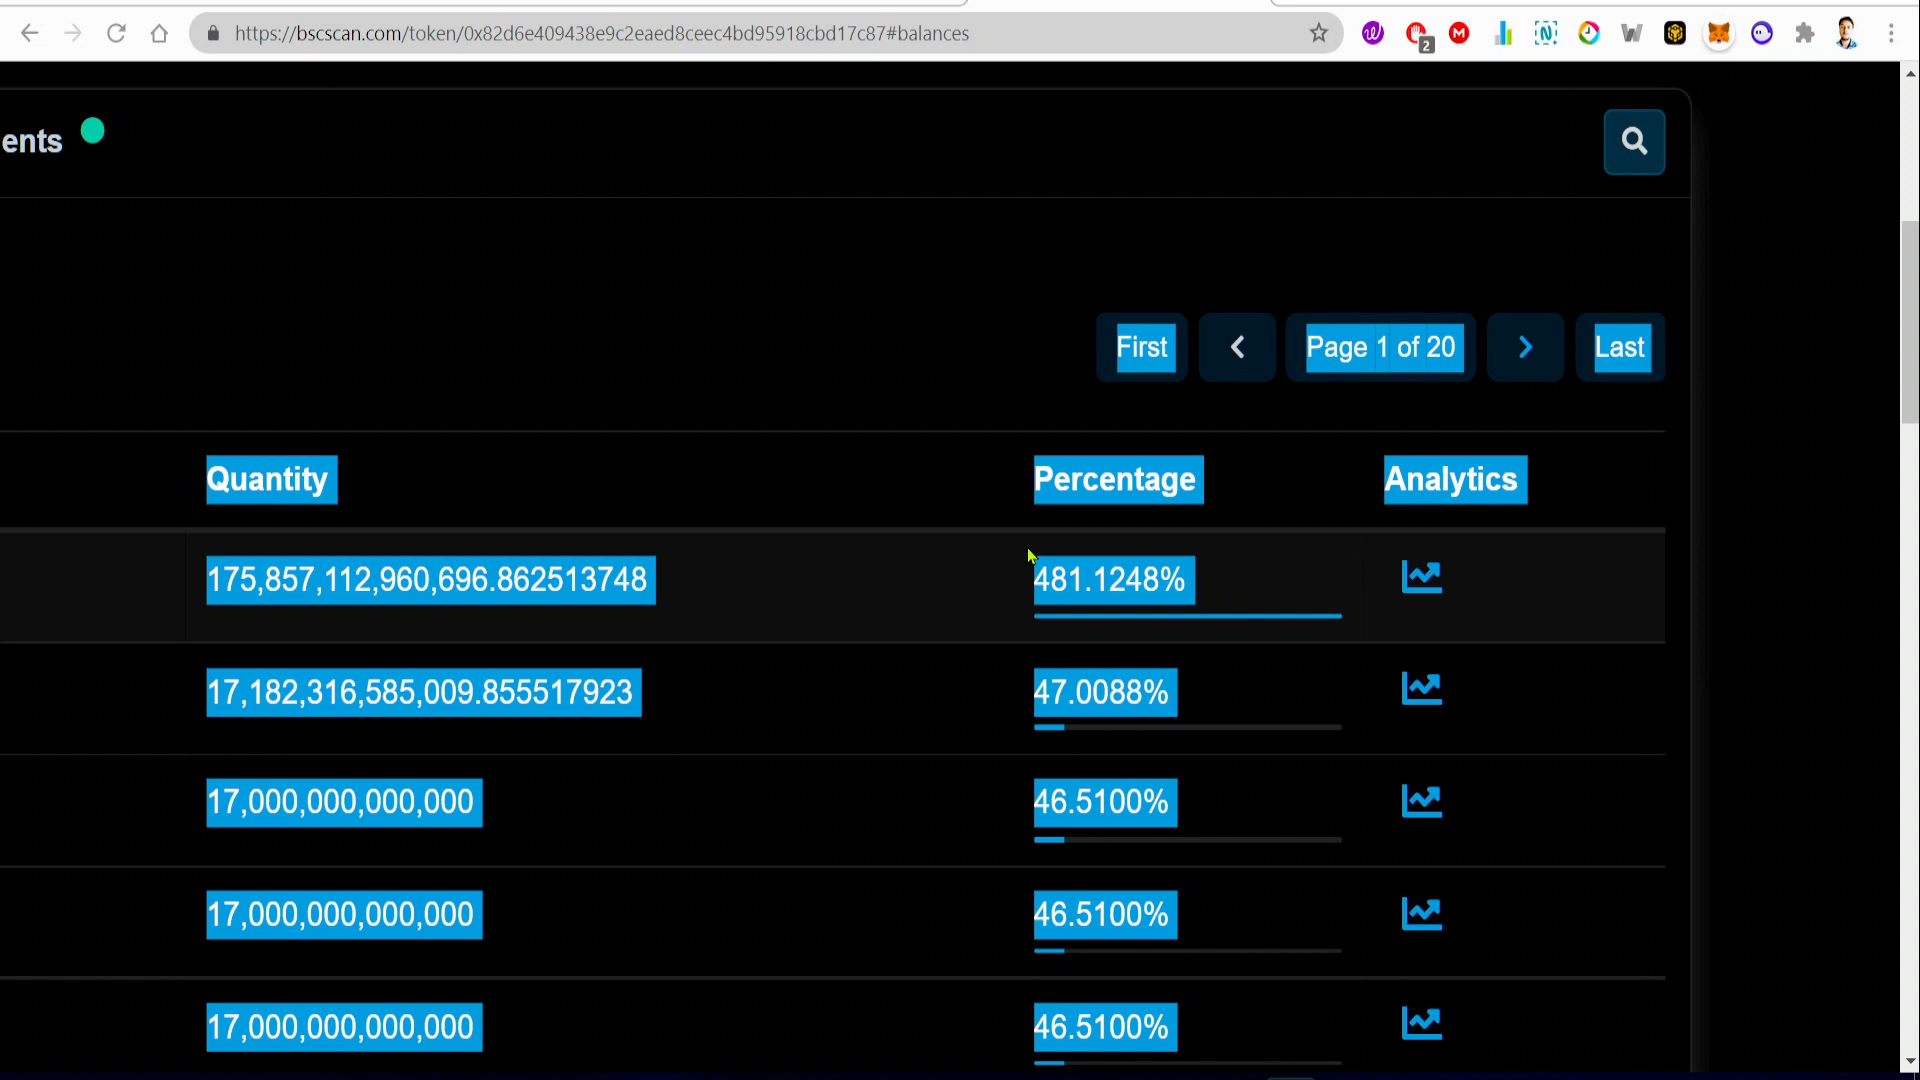 https://bscscan.com/token/0x82d6e409438e9c2eaed8ceec4bd95918cbd17c87#balances
2
ents
First
Page 1 of 20
Last
Quantity Percentage Analytics
175,857,112,960,696.862513748 481.1248%
17,182,316,585,009.855517923 47.0088%
17,000,000,000,000 46.5100%
17,000,000,000,000 46.5100%
17,000,000,000,000 46.5100%